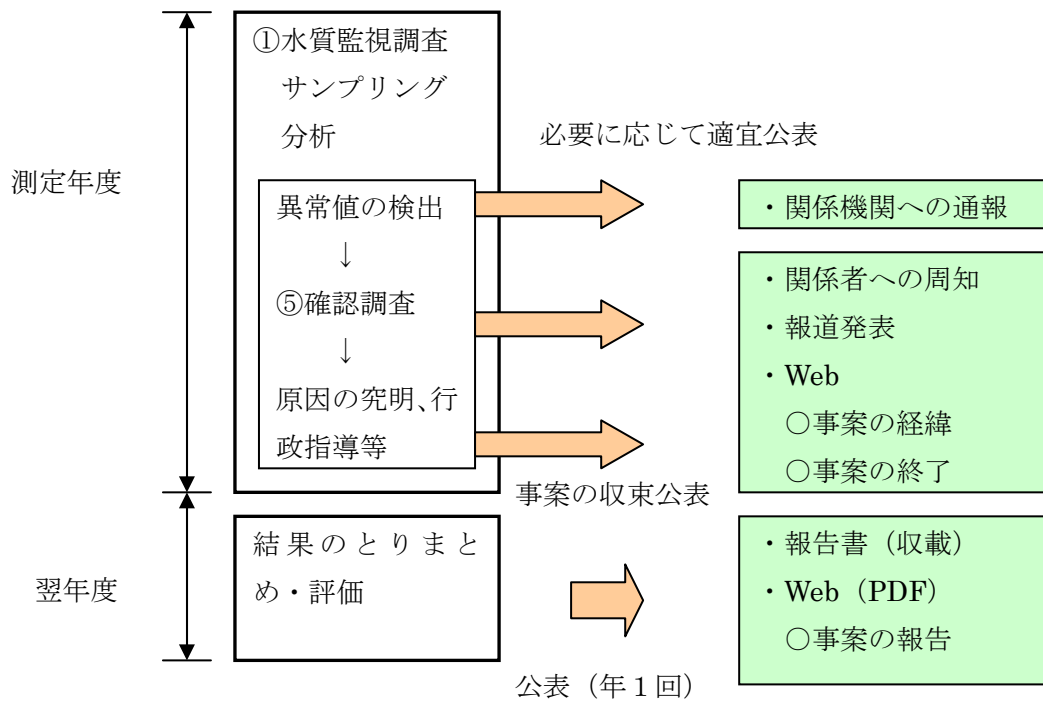 測定年度
①水質監視調査
サンプリング
分析
異常値の検出
↓
⑤確認調査
↓
原因の究明、行
政指導等
必要に応じて適宜公表
・関係機関への通報
・関係者への周知
・報道発表
・Web
○事案の経緯
○事案の終了
事案の収束公表
翌年度
結果のとりまと
め・評価
公表（年１回）
・報告書（収載）
・Web（PDF）
○事案の報告